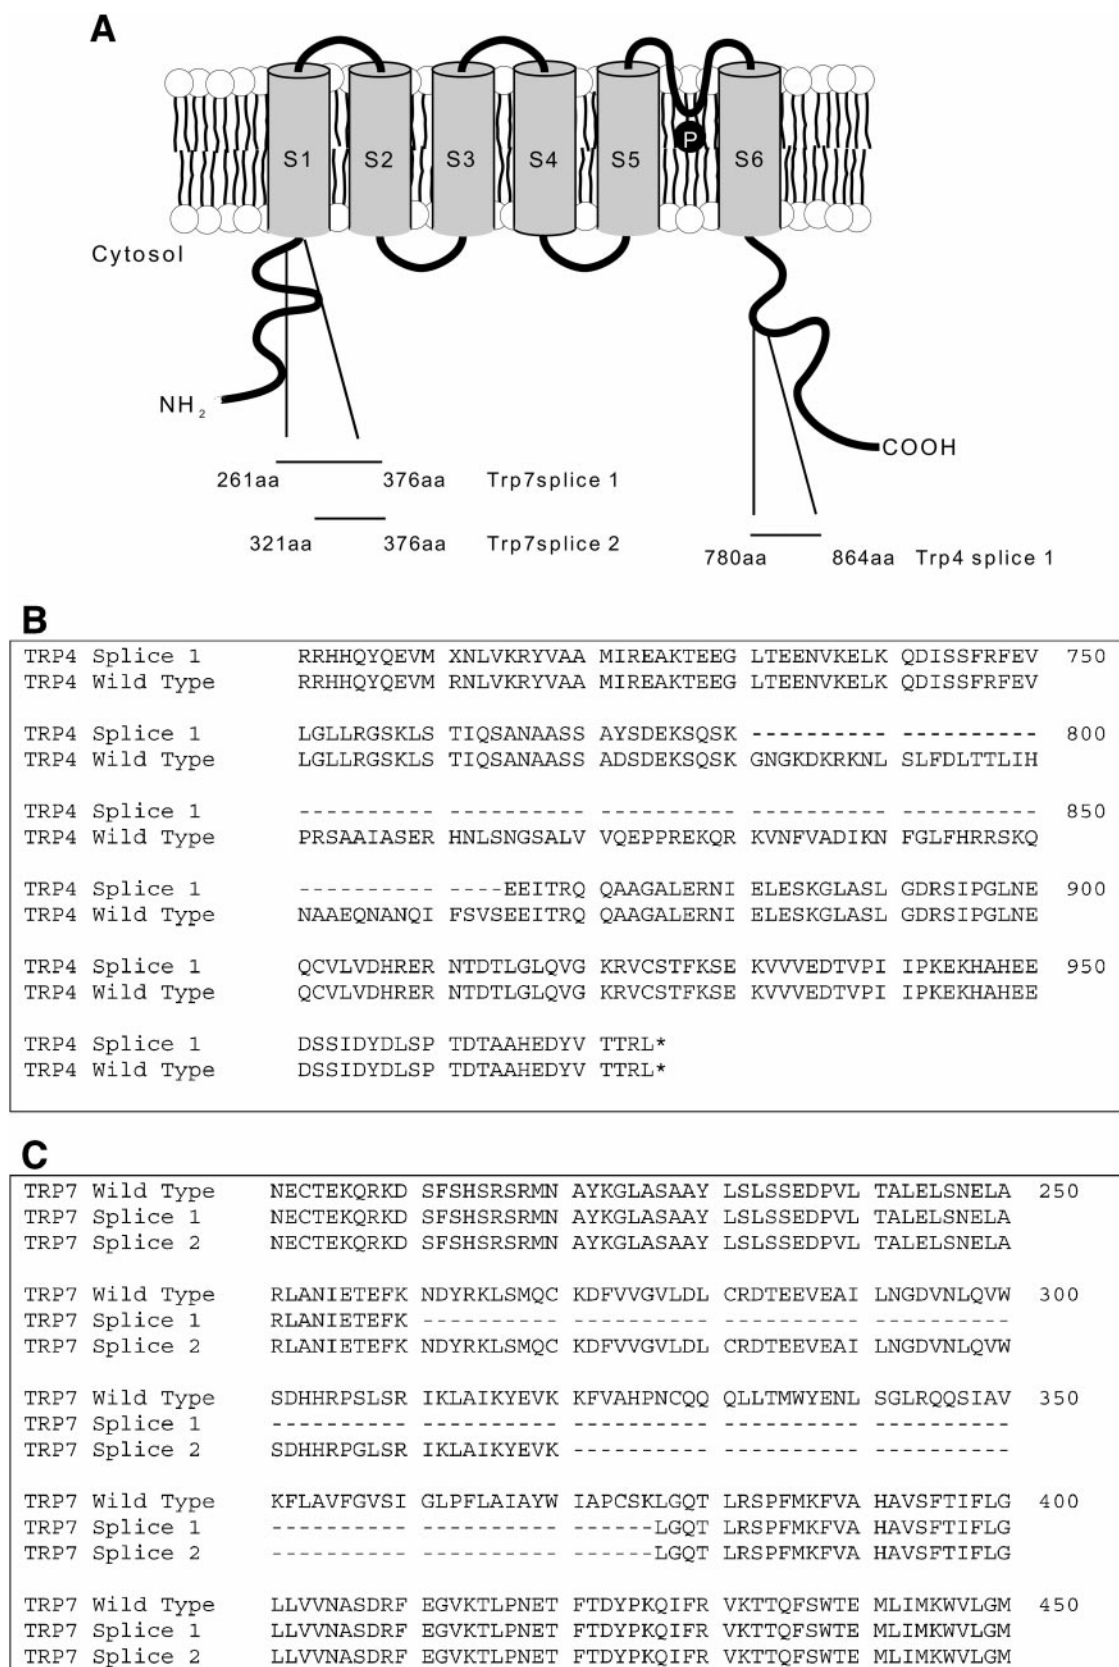 A
S1 S2 S3 S4 S5 P S6
Cytosol
NH2
COOH
261aa 376aa Trp7splice 1
321aa 376aa Trp7splice 2
780aa 864aa Trp4 splice 1
B
TRP4 Splice 1 RRHHQYQEVM XNLVKRYVAA MIREAKTEEG LTEENVKELK QDISSFRFEV 750
TRP4 Wild Type RRHHQYQEVM RNLVKRYVAA MIREAKTEEG LTEENVKELK QDISSFRFEV
TRP4 Splice 1 LGLLRGSKLS TIQSANAASS AYSDEKSQSK ---------- ---------- 800
TRP4 Wild Type LGLLRGSKLS TIQSANAASS ADSDEKSQSK GNGKDKRKNL SLFDLTTLIH
TRP4 Splice 1 ---------- ---------- ---------- ---------- ---------- 850
TRP4 Wild Type PRSAAIASER HNLSNGSALV VQEPPREKQR KVNFVADIKN FGLFHRRSKQ
TRP4 Splice 1 ---------- ----EEITRQ QAAGALERNI ELESKGLASL GDRSIPGLNE 900
TRP4 Wild Type NAAEQNANQI FSVSEEITRQ QAAGALERNI ELESKGLASL GDRSIPGLNE
TRP4 Splice 1 QCVLVDHRER NTDTLGLQVG KRVCSTFKSE KVVVEDTVPI IPKEKHAHEE 950
TRP4 Wild Type QCVLVDHRER NTDTLGLQVG KRVCSTFKSE KVVVEDTVPI IPKEKHAHEE
TRP4 Splice 1 DSSIDYDLSP TDTAAHEDYV TTRL*
TRP4 Wild Type DSSIDYDLSP TDTAAHEDYV TTRL*
C
TRP7 Wild Type NECTEKQRKD SFSHSRSRMN AYKGLASAAY LSLSSEDPVL TALELSNELA 250
TRP7 Splice 1 NECTEKQRKD SFSHSRSRMN AYKGLASAAY LSLSSEDPVL TALELSNELA
TRP7 Splice 2 NECTEKQRKD SFSHSRSRMN AYKGLASAAY LSLSSEDPVL TALELSNELA
TRP7 Wild Type RLANIETEFK NDYRKLSMQC KDFVVGVLDL CRDTEEVEAI LNGDVNLQVW 300
TRP7 Splice 1 RLANIETEFK ---------- ---------- ---------- ----------
TRP7 Splice 2 RLANIETEFK NDYRKLSMQC KDFVVGVLDL CRDTEEVEAI LNGDVNLQVW
TRP7 Wild Type SDHHRPSLSR IKLAIKYEVK KFVAHPNCQQ QLLTMWYENL SGLRQQSIAV 350
TRP7 Splice 1 ---------- ---------- ---------- ---------- ----------
TRP7 Splice 2 SDHHRPGLSR IKLAIKYEVK ---------- ---------- ----------
TRP7 Wild Type KFLAVFGVSI GLPFLAIAYW IAPCSKLGQT LRSPFMKFVA HAVSFTIFLG 400
TRP7 Splice 1 ---------- ---------- ------LGQT LRSPFMKFVA HAVSFTIFLG
TRP7 Splice 2 ---------- ---------- ------LGQT LRSPFMKFVA HAVSFTIFLG
TRP7 Wild Type LLVVNASDRF EGVKTLPNET FTDYPKQIFR VKTTQFSWTE MLIMKWVLGM 450
TRP7 Splice 1 LLVVNASDRF EGVKTLPNET FTDYPKQIFR VKTTQFSWTE MLIMKWVLGM
TRP7 Splice 2 LLVVNASDRF EGVKTLPNET FTDYPKQIFR VKTTQFSWTE MLIMKWVLGM